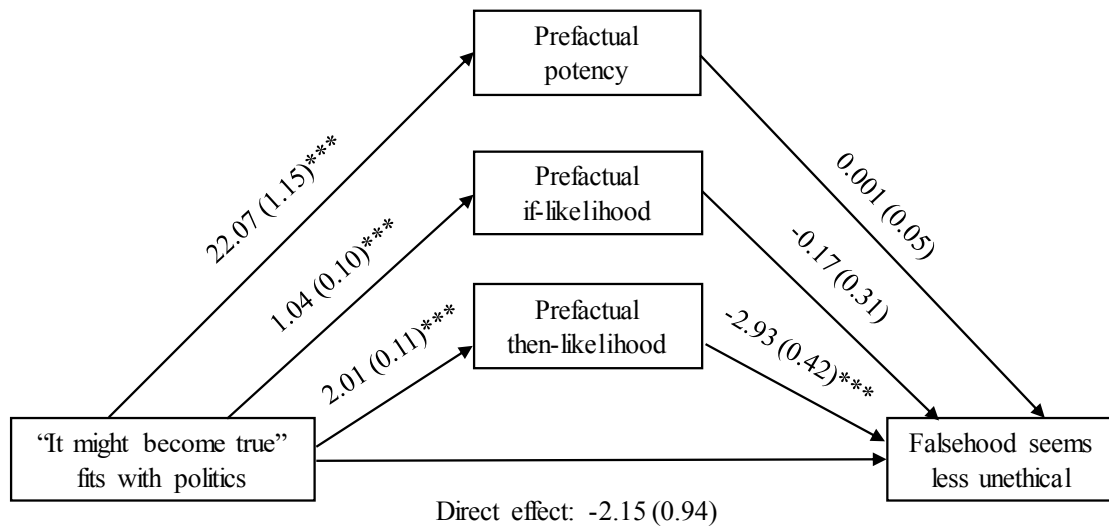 Prefactual
potency
22.07 (1.15)***
0.001 (0.05)
Prefactual
if-likelihood
1.04 (0.10)***
-0.17 (0.31)
Prefactual
then-likelihood
2.01 (0.11)***
-2.93 (0.42)***
“It might become true”
fits with politics
Falsehood seems
less unethical
Direct effect: -2.15 (0.94)